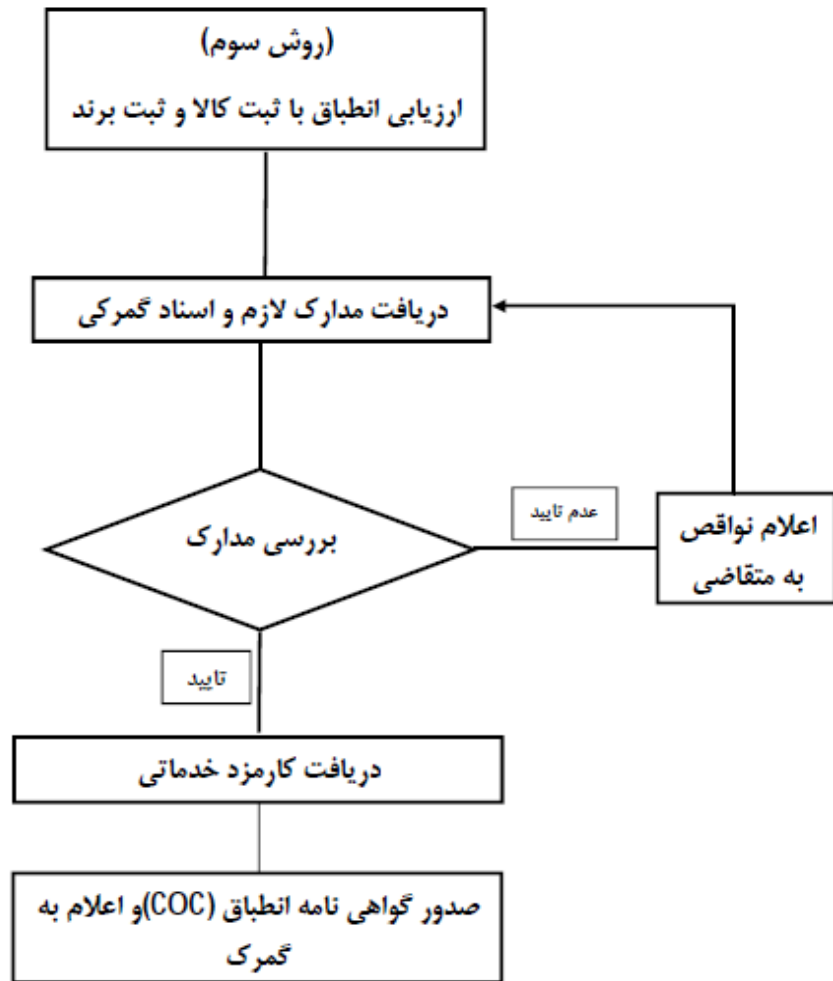 (روش سوم)
ارزیابی انطباق با ثبت کالا و ثبت برند
دریافت مدارک لازم و اسناد گمرکی
بررسی مدارک
عدم تایید
اعلام نواقص
به متقاضی
تایید
دریافت کارمزد خدماتی
صدور گواهی نامه انطباق (COC)و اعلام به
گمرک